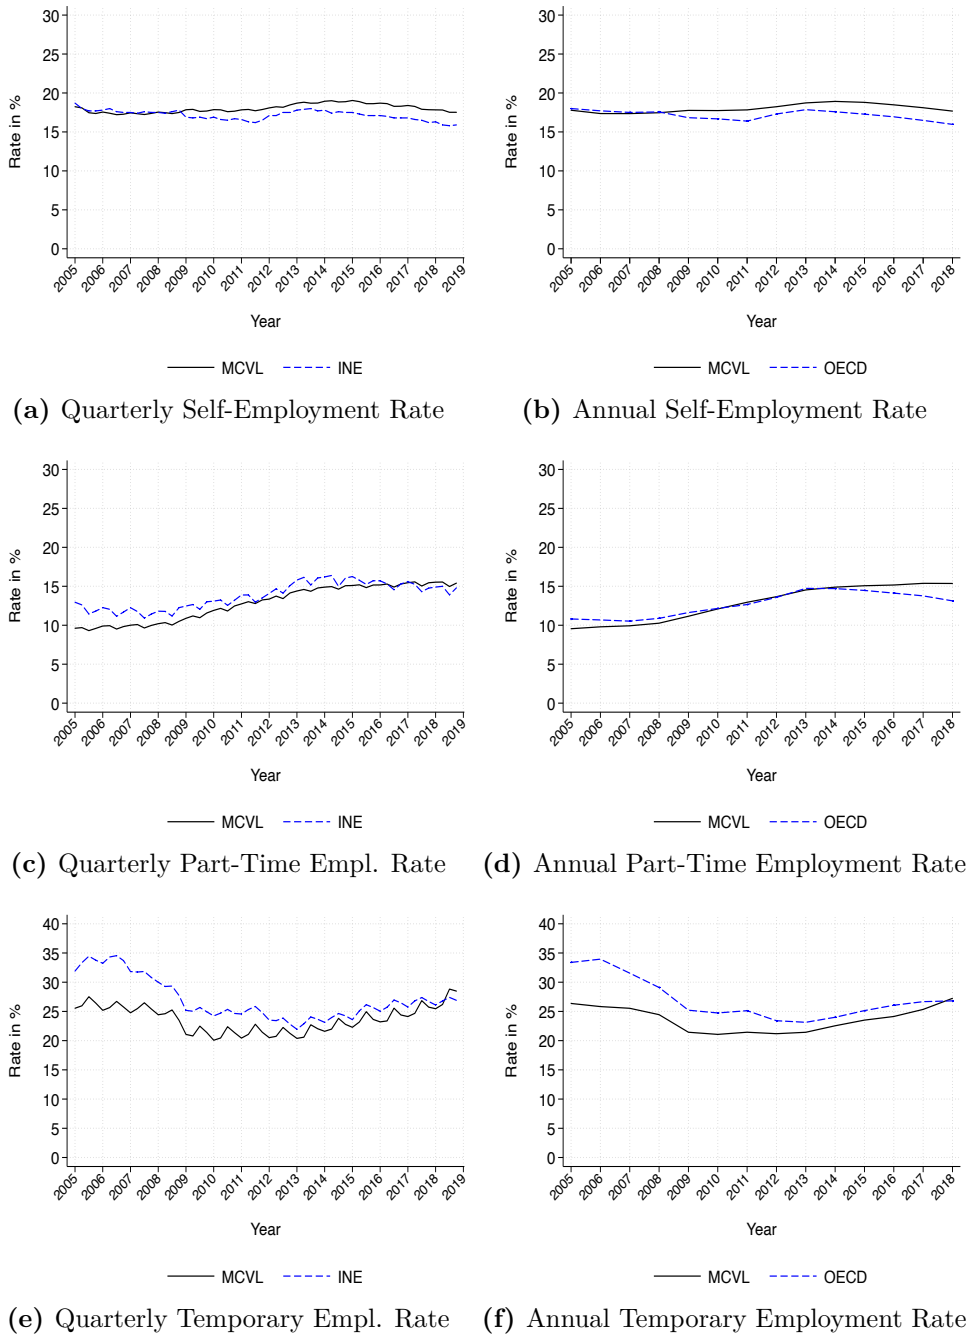 30
25
20
15
10
5
0
Rate in %
2005 2006 2007 2008 2009 2010 2011 2012 2013 2014 2015 2016 2017 2018 2019
Year
MCVL INE
(a) Quarterly Self-Employment Rate
30
25
20
15
10
5
0
Rate in %
2005 2006 2007 2008 2009 2010 2011 2012 2013 2014 2015 2016 2017 2018
Year
MCVL OECD
(b) Annual Self-Employment Rate
30
25
20
15
10
5
0
Rate in %
2005 2006 2007 2008 2009 2010 2011 2012 2013 2014 2015 2016 2017 2018 2019
Year
MCVL INE
(c) Quarterly Part-Time Empl. Rate
30
25
20
15
10
5
0
Rate in %
2005 2006 2007 2008 2009 2010 2011 2012 2013 2014 2015 2016 2017 2018
Year
MCVL OECD
(d) Annual Part-Time Employment Rate
40
35
30
25
20
15
10
5
0
Rate in %
2005 2006 2007 2008 2009 2010 2011 2012 2013 2014 2015 2016 2017 2018 2019
Year
MCVL INE
(e) Quarterly Temporary Empl. Rate
40
35
30
25
20
15
10
5
0
Rate in %
2005 2006 2007 2008 2009 2010 2011 2012 2013 2014 2015 2016 2017 2018
Year
MCVL OECD
(f) Annual Temporary Employment Rate